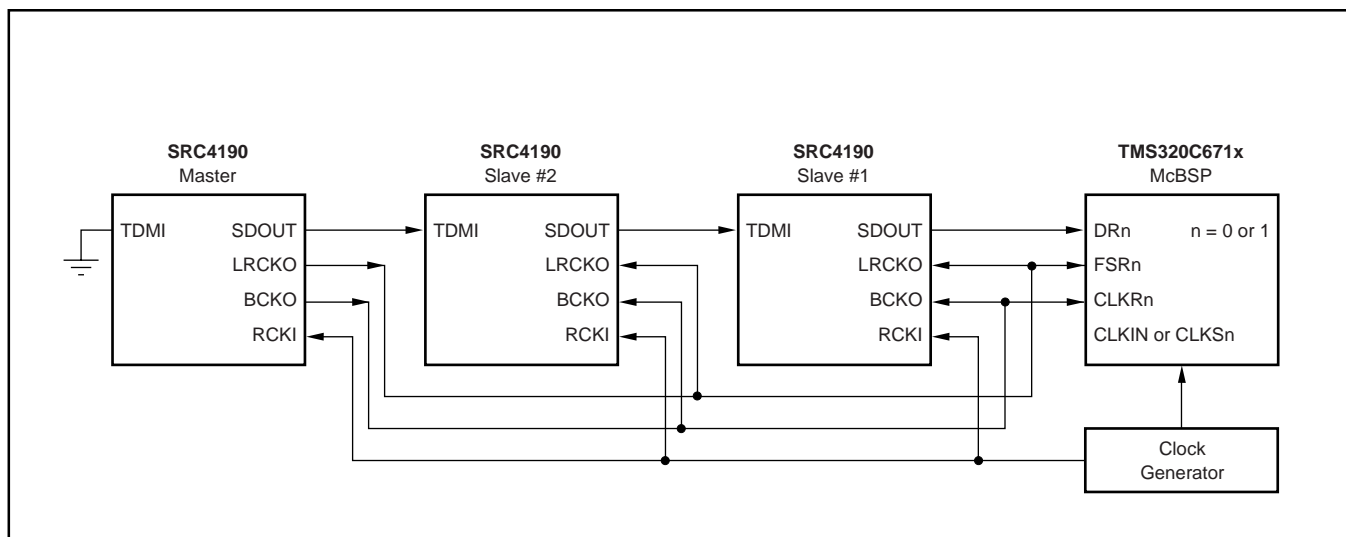 SRC4190
Master
TDMI
SDOUT
LRCKO
BCKO
RCKI
SRC4190
Slave #2
TDMI
SDOUT
LRCKO
BCKO
RCKI
SRC4190
Slave #1
TDMI
SDOUT
LRCKO
BCKO
RCKI
TMS320C671x
McBSP
DRn
n = 0 or 1
FSRn
CLKRn
CLKIN or CLKSn
Clock
Generator